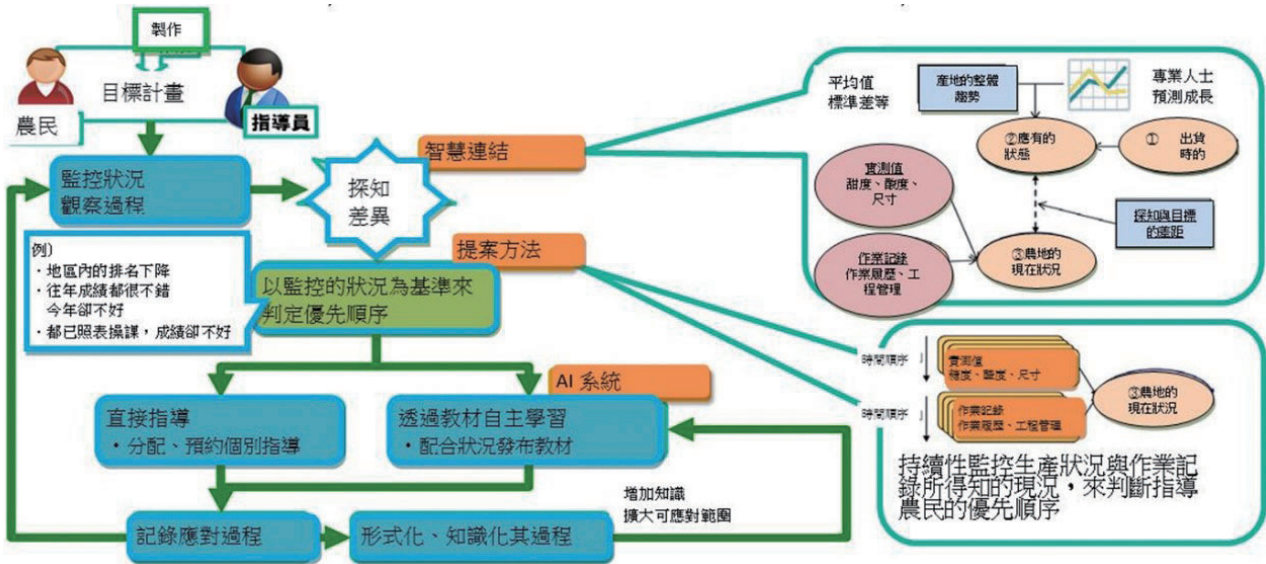 製作
目標計畫
農民
指導員
監控狀況
觀察過程
探知
差異
智慧連結
提案方法
例)
・地區內的排名下降
・往年成績都很不錯
今年卻不好
・都已照表操謀，成績卻不好
以監控的狀況為基準來
判定優先順序
AI 系統
直接指導
・分配、預約個別指導
透過教材自主學習
・配合狀況發布教材
增加知識
擴大可應對範圍
記錄應對過程
形式化、知識化其過程
平均值
標準差等
産地的整體
趨勢
專業人士
預測成長
②應有的
狀態
① 出貨
時的
實測值
甜度、酸度、
尺寸
探知與目標
的差距
作業記錄
作業履歷、工
程管理
③農地的
現在狀況
時間順序
實測值
糖度、酸度、尺寸
時間順序
作業記錄
作業履歷、工程管理
③農地的
現在狀況
持續性監控生產狀況與作業記
錄所得知的現況，來判斷指導
農民的優先順序